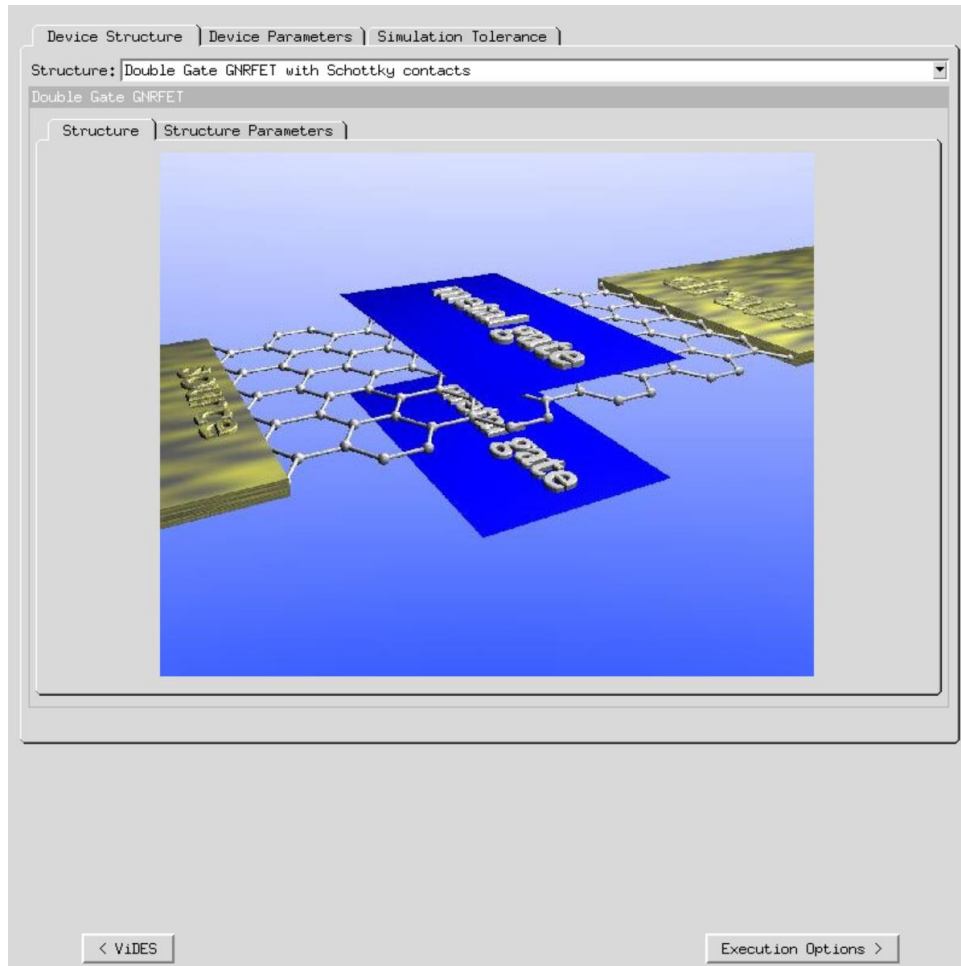 Device Structure Device Parameters Simulation Tolerance
Structure: Double Gate GNRFET with Schottky contacts
Double Gate GNRFET
Structure Structure Parameters
metal gate
drain
source
metal gate
< ViDES Execution Options >